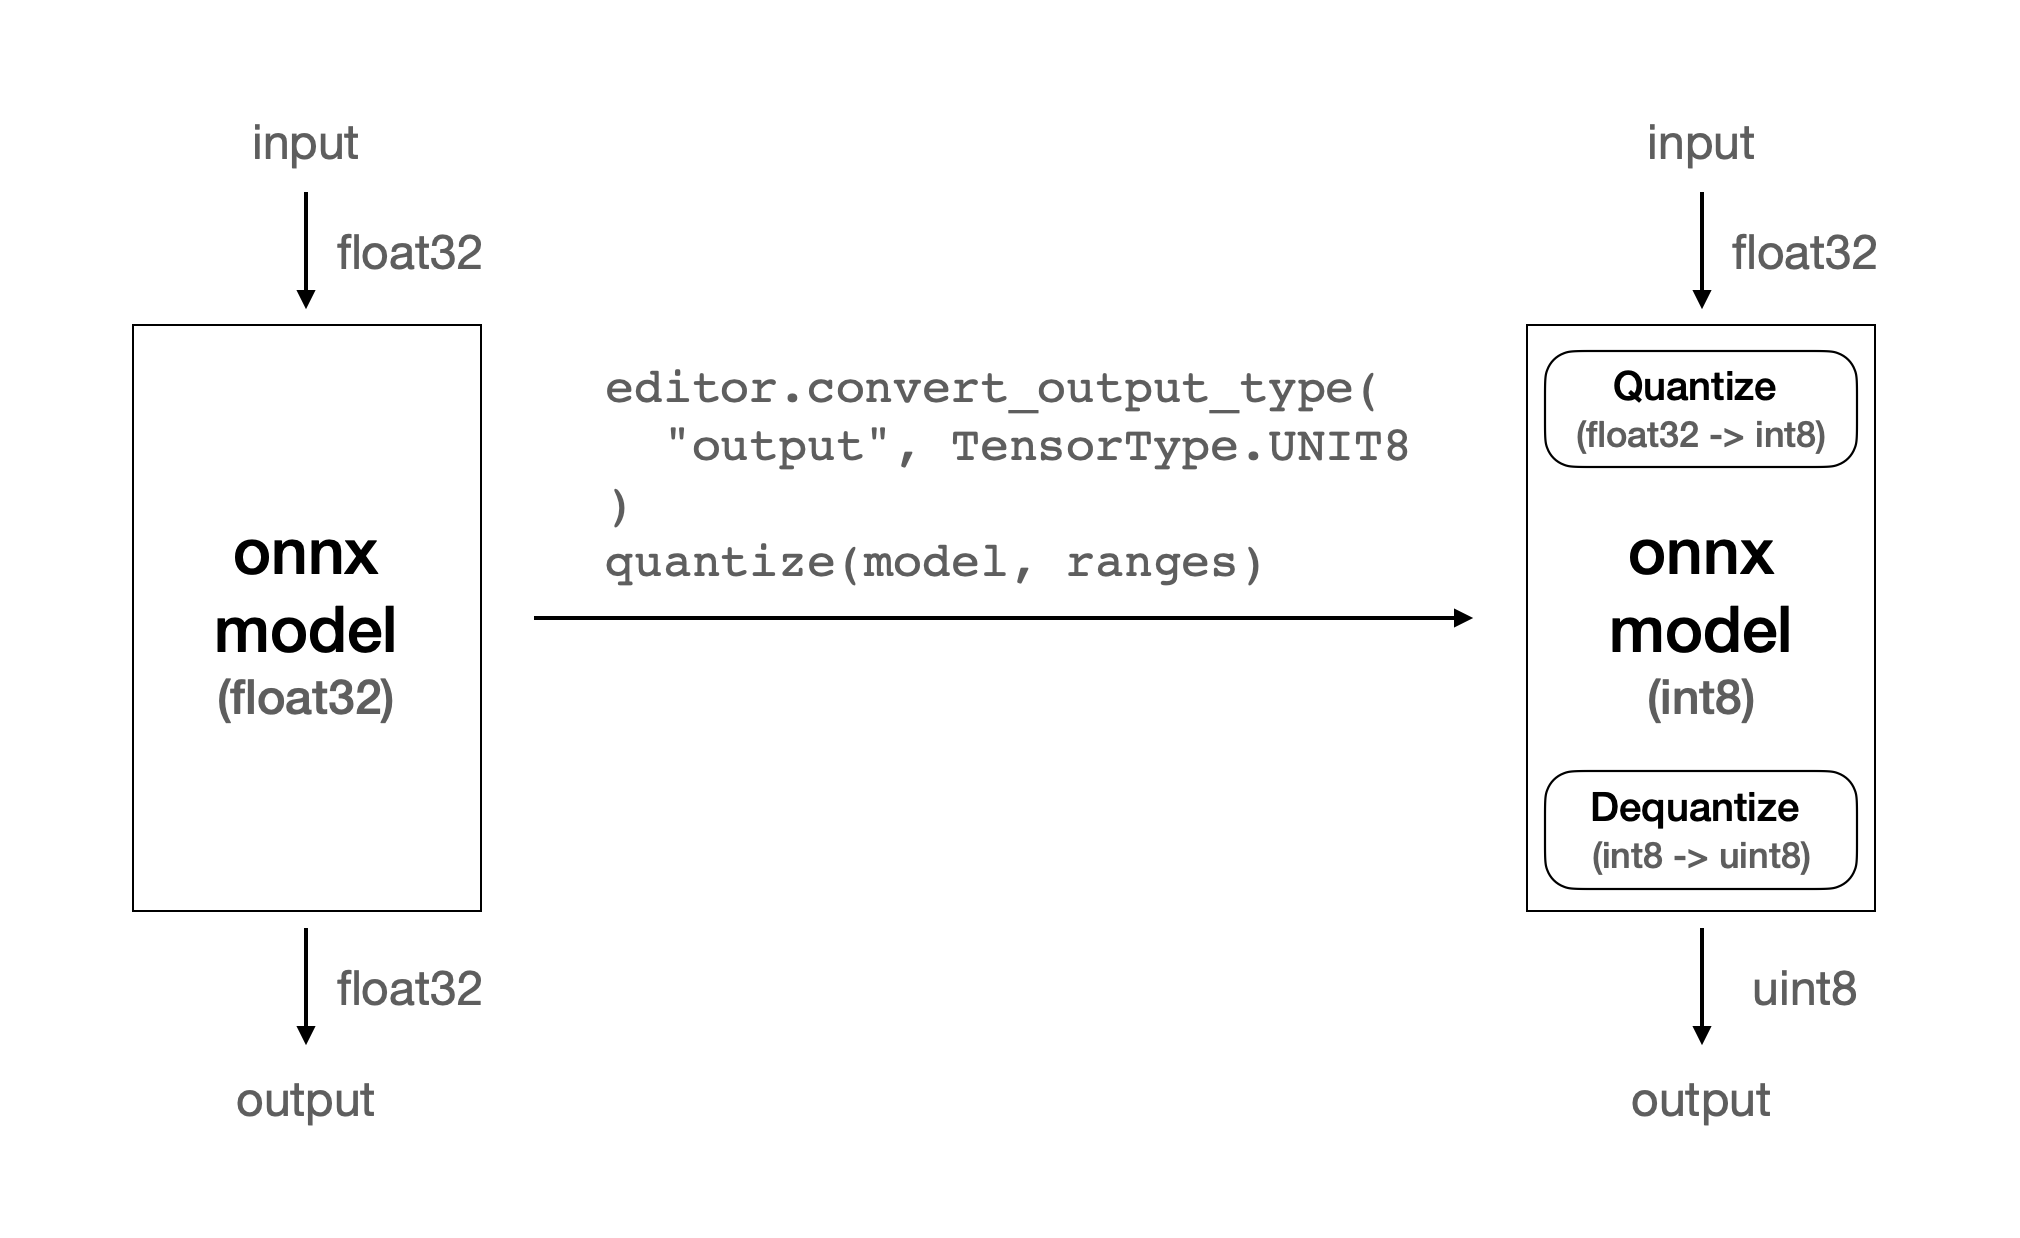 input
float32
onnx
model
(float32)
float32
output
editor.convert_output_type(
"output", TensorType.UNIT8
)
quantize(model, ranges)
input
float32
Quantize
(float32 -> int8)
onnx
model
(int8)
Dequantize
(int8 -> uint8)
uint8
output